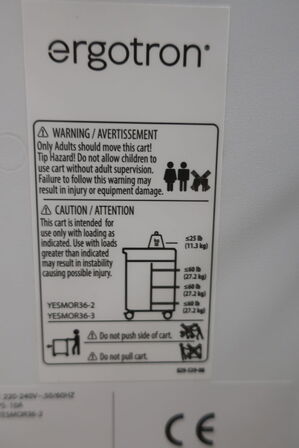 ergotron®
⚠ WARNING / AVERTISSEMENT
Only Adults should move this cart!
Tip Hazard! Do not allow children to
use cart without adult supervision.
Failure to follow this warning may
result in injury or equipment damage.
⚠ CAUTION / ATTENTION
This cart is intended for
use only with loading as
indicated. Use with loads
greater than indicated
may result in instability
causing possible injury.
≤25 lb
(11.3 kg)
≤60 lb
(27.2 kg)
≤60 lb
(27.2 kg)
≤60 lb
(27.2 kg)
YESMOR36-2
YESMOR36-3
⚠ Do not push side of cart.
⚠ Do not pull cart.
220-240V~, 50/60HZ
YESMOR36-2
CE